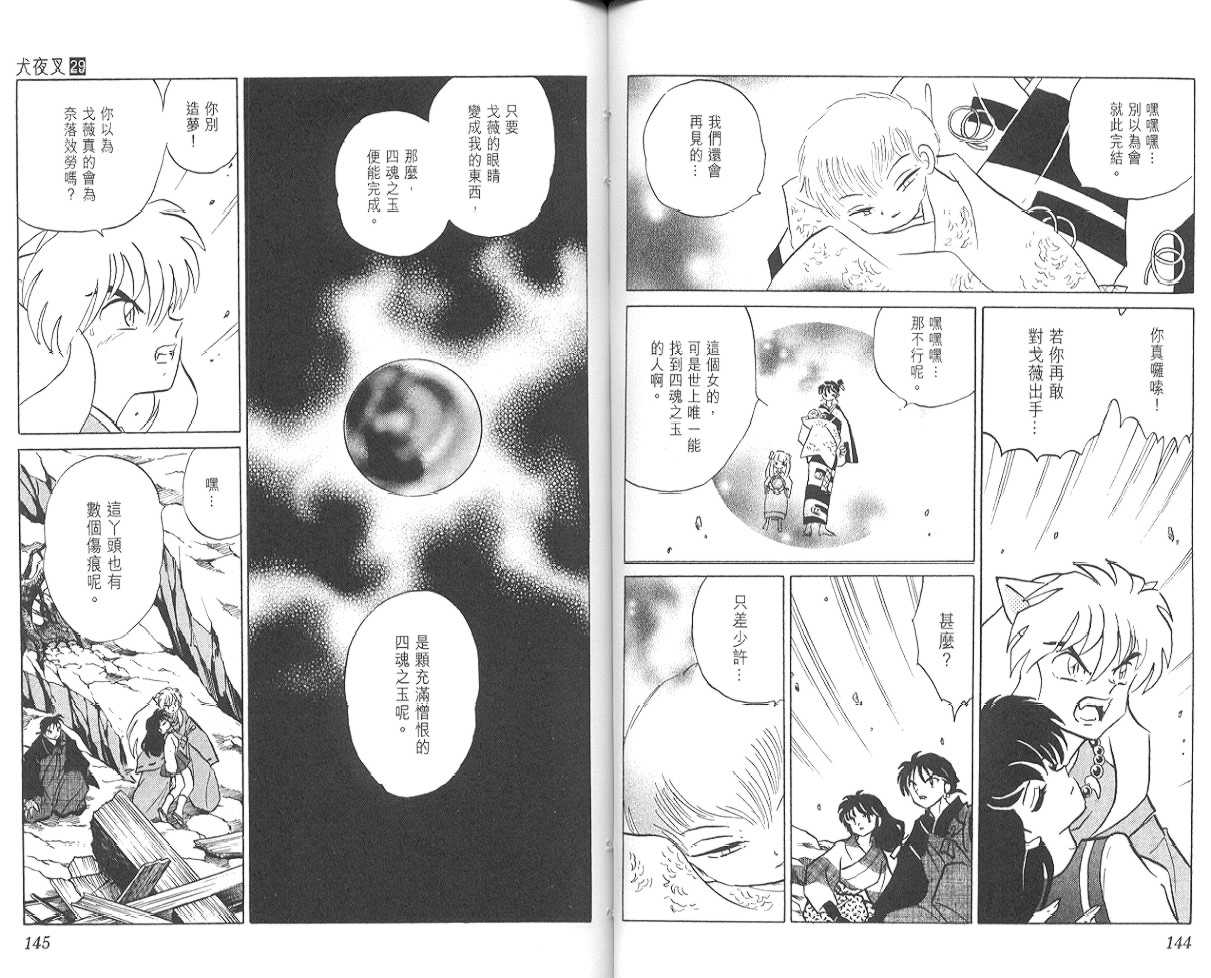 嘿嘿嘿…
別以為會
就此完結。
我們還會
再見的…
你真囉嗦！
若你再敢
對戈薇出手…
嘿嘿嘿…
那不行呢。
這個女的，
可是世上唯一能
找到四魂之玉
的人啊。
甚麼？
只差少許…
144
犬夜叉29
只要
戈薇的眼睛
變成我的東西，
那麼，
四魂之玉
便能完成。
是顆充滿憎恨的
四魂之玉呢。
你別
造夢！
你以為
戈薇真的會為
奈落效勞嗎？
嘿…
這丫頭也有
數個傷痕呢。
145